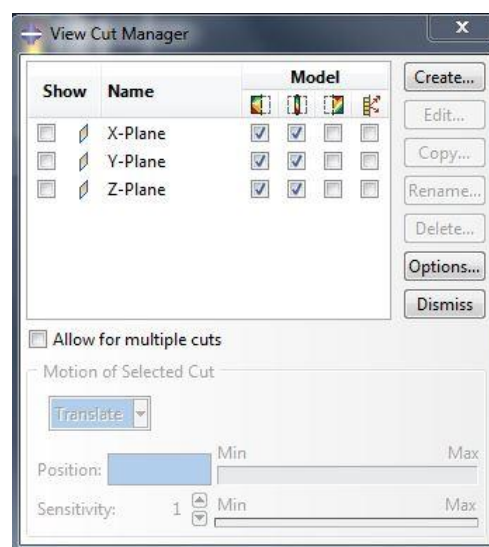 View Cut Manager
x
Show Name Model
Create...
Edit...
X-Plane
Y-Plane
Copy...
Z-Plane
Rename...
Delete...
Options...
Dismiss
Allow for multiple cuts
Motion of Selected Cut
Translate
Position: Min Max
Sensitivity: 1 Min Max